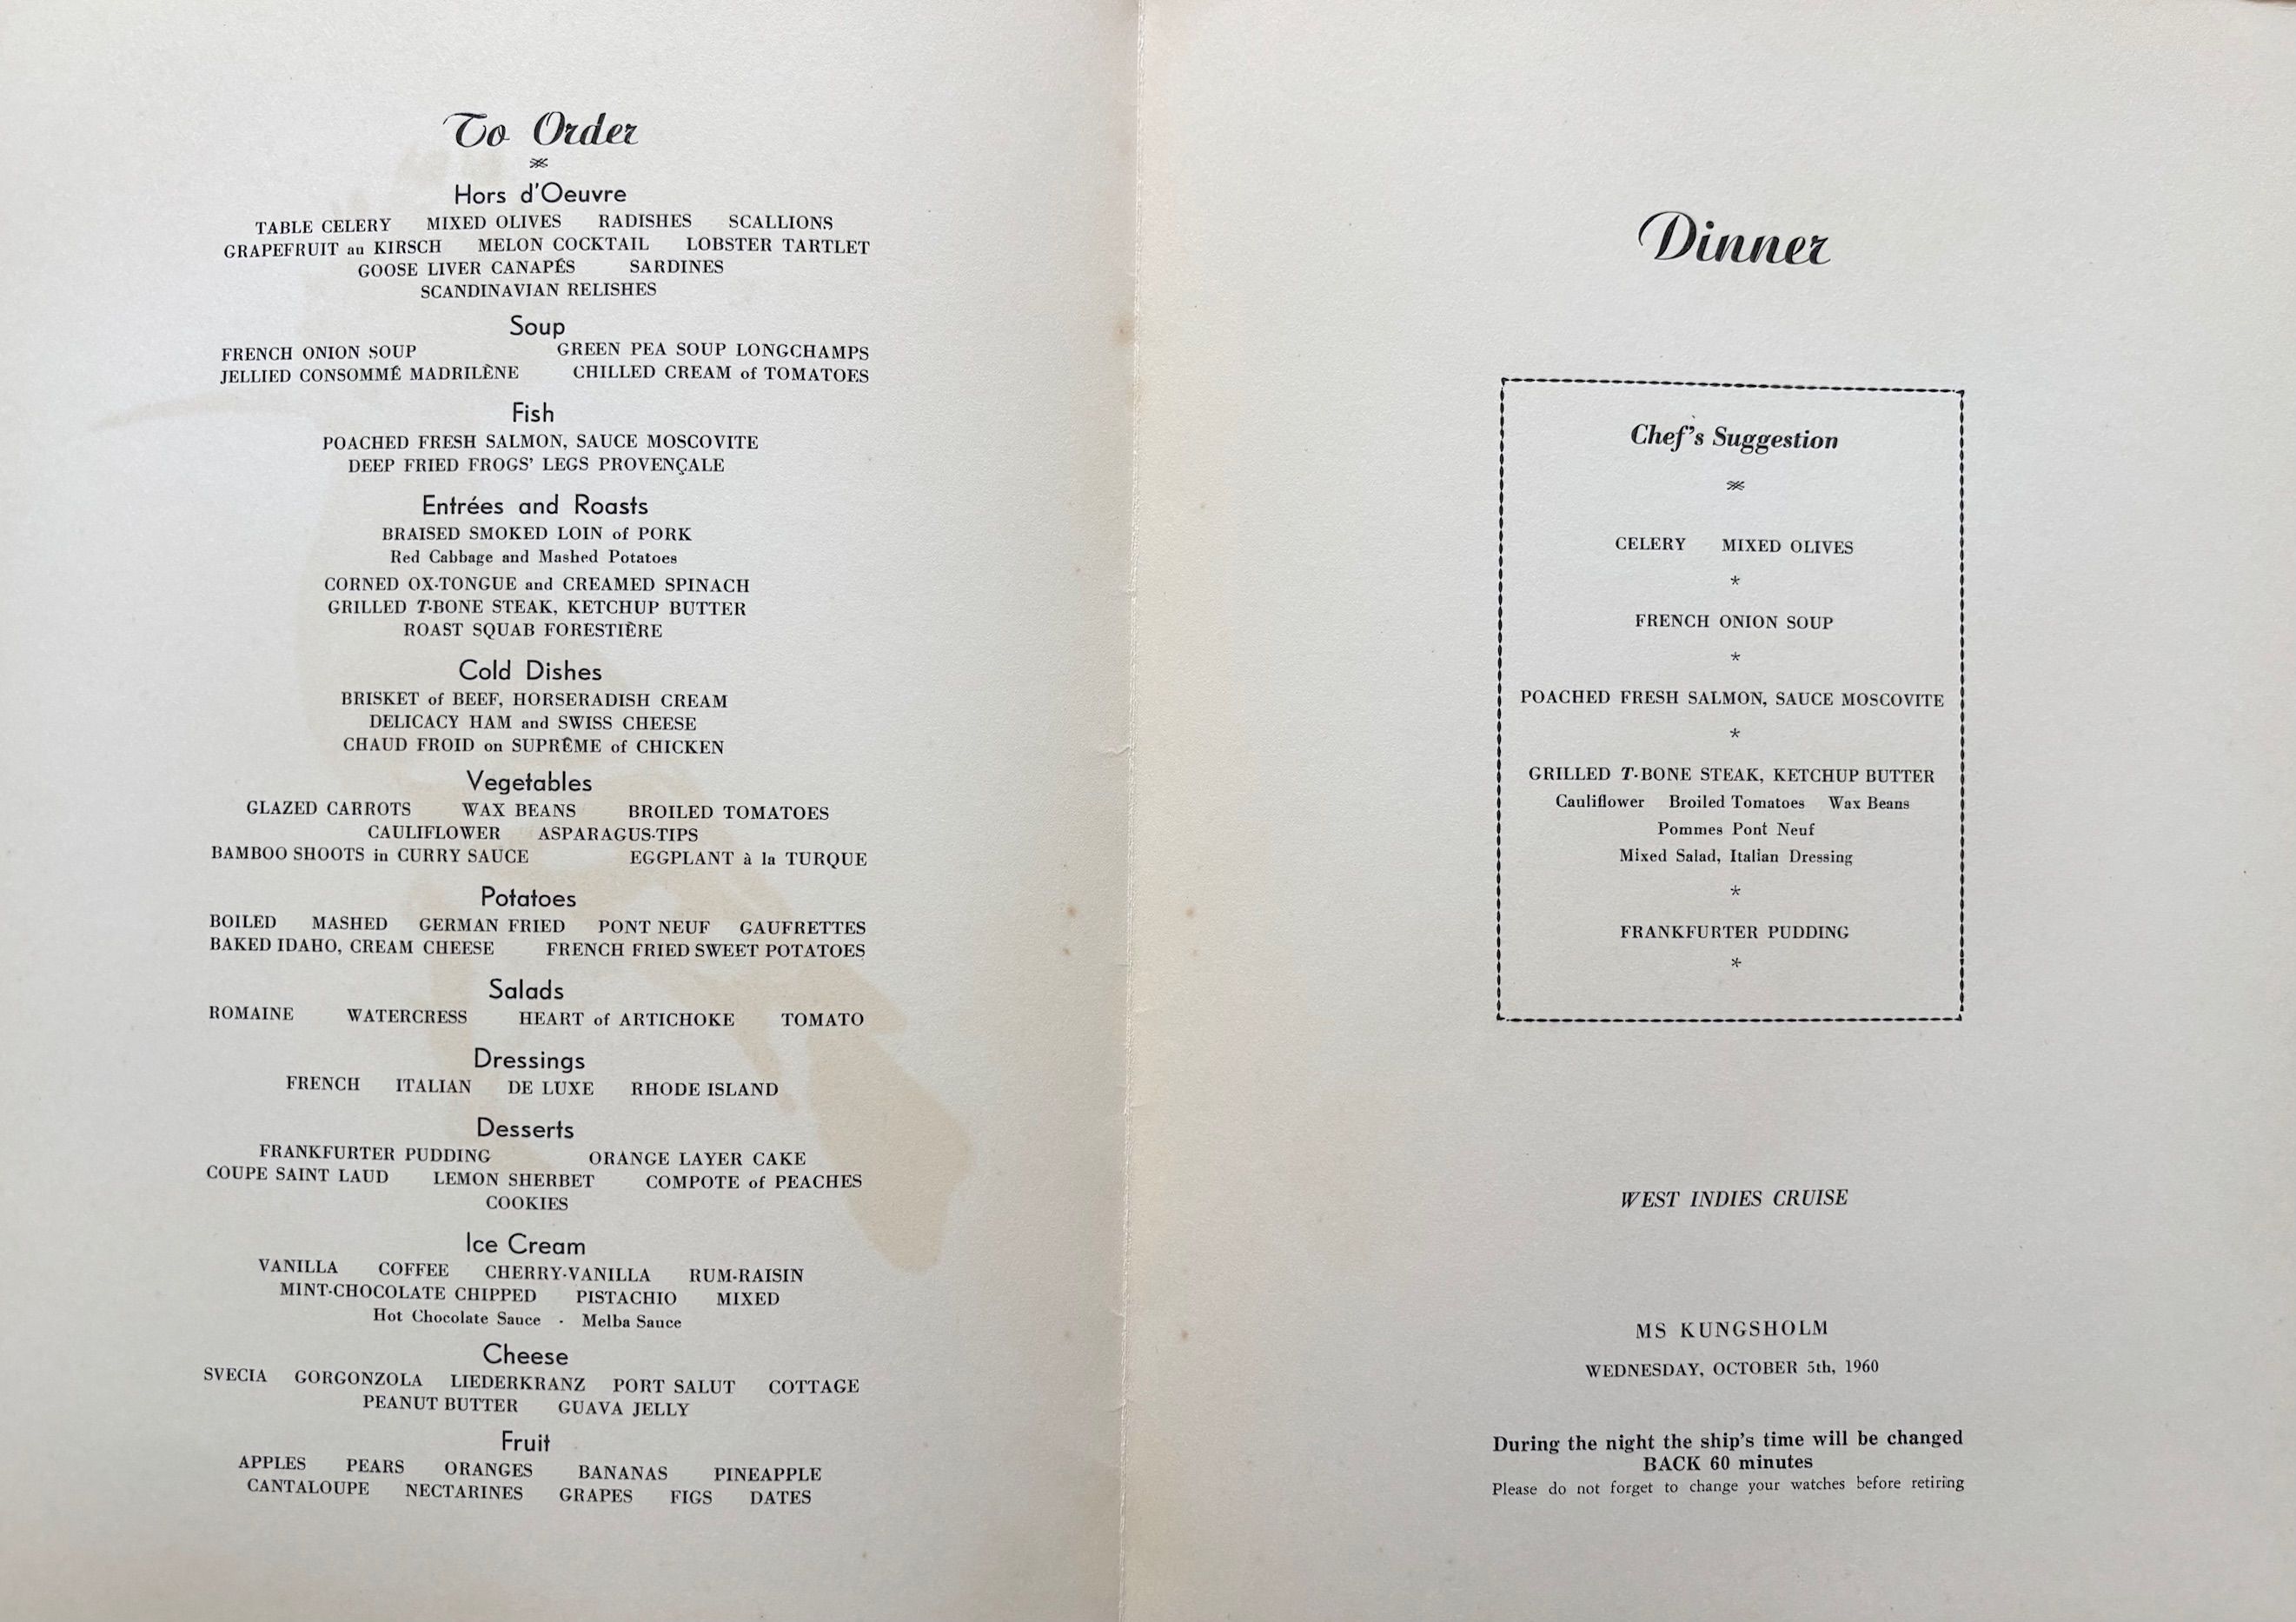 To Order
Hors d'Oeuvre
TABLE CELERY MIXED OLIVES RADISHES SCALLIONS
GRAPEFRUIT au KIRSCH MELON COCKTAIL LOBSTER TARTLET
GOOSE LIVER CANAPÉS SARDINES
SCANDINAVIAN RELISHES
Soup
FRENCH ONION SOUP GREEN PEA SOUP LONGCHAMPS
JELLIED CONSOMMÉ MADRILÈNE CHILLED CREAM of TOMATOES
Fish
POACHED FRESH SALMON, SAUCE MOSCOVITE
DEEP FRIED FROGS' LEGS PROVENÇALE
Entrées and Roasts
BRAISED SMOKED LOIN of PORK
Red Cabbage and Mashed Potatoes
CORNED OX-TONGUE and CREAMED SPINACH
GRILLED T-BONE STEAK, KETCHUP BUTTER
ROAST SQUAB FORESTIÈRE
Cold Dishes
BRISKET of BEEF, HORSERADISH CREAM
DELICACY HAM and SWISS CHEESE
CHAUD FROID on SUPRÊME of CHICKEN
Vegetables
GLAZED CARROTS WAX BEANS BROILED TOMATOES
CAULIFLOWER ASPARAGUS-TIPS
BAMBOO SHOOTS in CURRY SAUCE EGGPLANT à la TURQUE
Potatoes
BOILED MASHED GERMAN FRIED PONT NEUF GAUFRETTES
BAKED IDAHO, CREAM CHEESE FRENCH FRIED SWEET POTATOES
Salads
ROMAINE WATERCRESS HEART of ARTICHOKE TOMATO
Dressings
FRENCH ITALIAN DE LUXE RHODE ISLAND
Desserts
FRANKFURTER PUDDING ORANGE LAYER CAKE
COUPE SAINT LAUD LEMON SHERBET COMPOTE of PEACHES
COOKIES
Ice Cream
VANILLA COFFEE CHERRY-VANILLA RUM-RAISIN
MINT-CHOCOLATE CHIPPED PISTACHIO MIXED
Hot Chocolate Sauce - Melba Sauce
Cheese
SVECIA GORGONZOLA LIEDERKRANZ PORT SALUT COTTAGE
PEANUT BUTTER GUAVA JELLY
Fruit
APPLES PEARS ORANGES BANANAS PINEAPPLE
CANTALOUPE NECTARINES GRAPES FIGS DATES
Dinner
Chef's Suggestion
CELERY MIXED OLIVES
*
FRENCH ONION SOUP
*
POACHED FRESH SALMON, SAUCE MOSCOVITE
*
GRILLED T-BONE STEAK, KETCHUP BUTTER
Cauliflower Broiled Tomatoes Wax Beans
Pommes Pont Neuf
Mixed Salad, Italian Dressing
*
FRANKFURTER PUDDING
*
WEST INDIES CRUISE
MS KUNGSHOLM
WEDNESDAY, OCTOBER 5th, 1960
During the night the ship's time will be changed
BACK 60 minutes
Please do not forget to change your watches before retiring